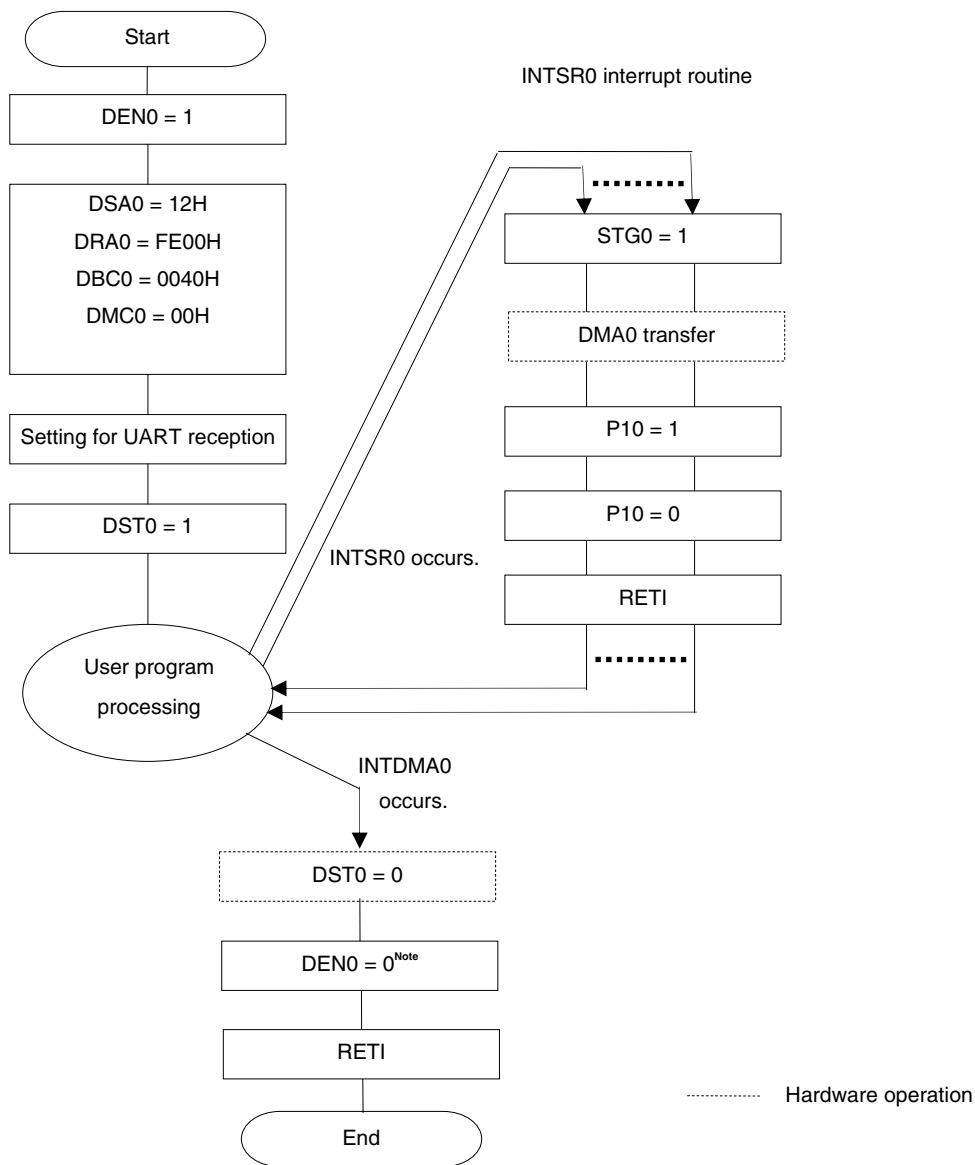 Start
DEN0 = 1
DSA0 = 12H
DRA0 = FE00H
DBC0 = 0040H
DMC0 = 00H
Setting for UART reception
DST0 = 1
User program
processing
INTSR0 occurs.
INTSR0 interrupt routine
STG0 = 1
DMA0 transfer
P10 = 1
P10 = 0
RETI
INTDMA0
occurs.
DST0 = 0
DEN0 = 0Note
RETI
End
Hardware operation